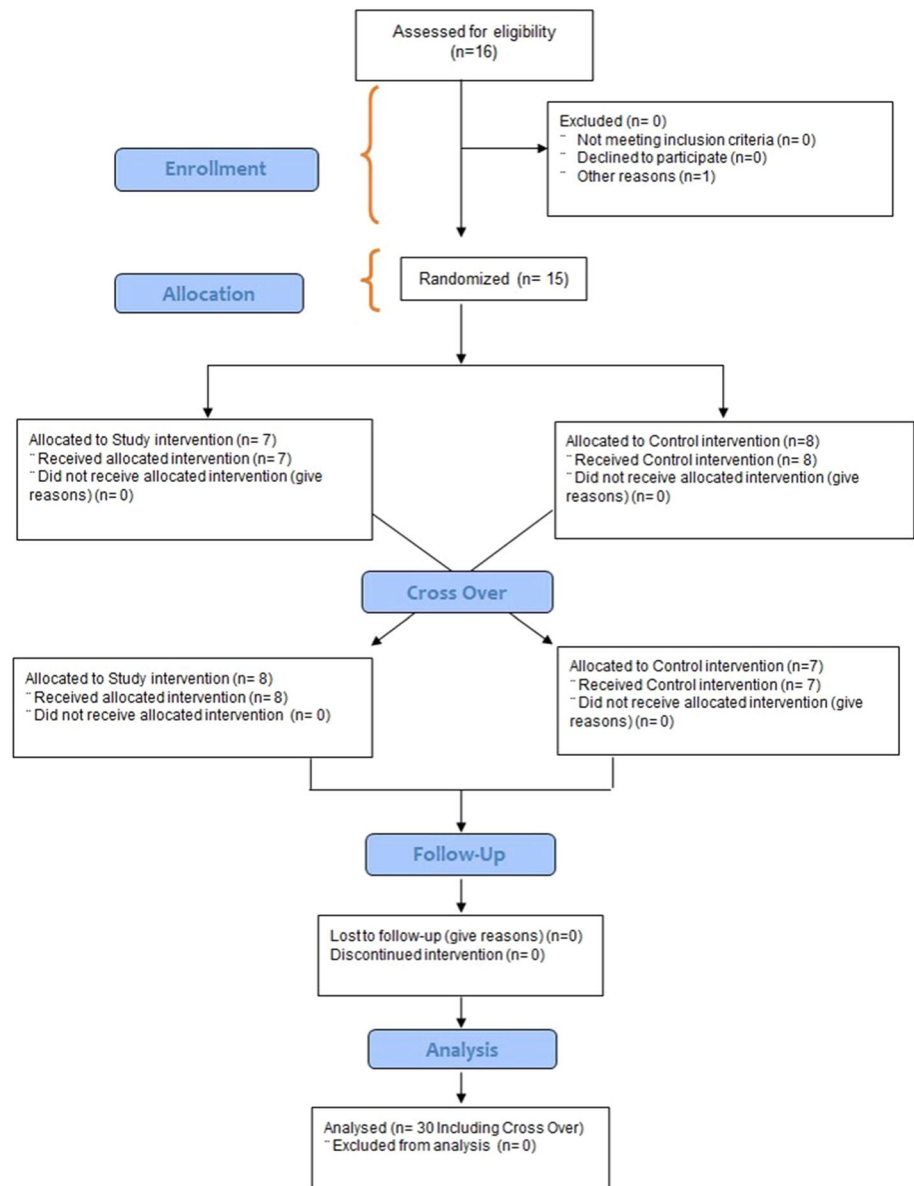 Assessed for eligibility
(n=16)
Excluded (n= 0)
¨ Not meeting inclusion criteria (n= 0)
¨ Declined to participate (n=0)
¨ Other reasons (n=1)
Enrollment
Randomized (n= 15)
Allocation
Allocated to Study intervention (n= 7)
¨ Received allocated intervention (n= 7)
¨ Did not receive allocated intervention (give
reasons) (n= 0)
Allocated to Control intervention (n=8)
¨ Received Control intervention (n= 8)
¨ Did not receive allocated intervention (give
reasons) (n= 0)
Cross Over
Allocated to Study intervention (n= 8)
¨ Received allocated intervention (n= 8)
¨ Did not receive allocated intervention (n= 0)
Allocated to Control intervention (n=7)
¨ Received Control intervention (n= 7)
¨ Did not receive allocated intervention (give
reasons) (n= 0)
Follow-Up
Lost to follow-up (give reasons) (n=0)
Discontinued intervention (n= 0)
Analysis
Analysed (n= 30 Including Cross Over)
¨ Excluded from analysis (n= 0)